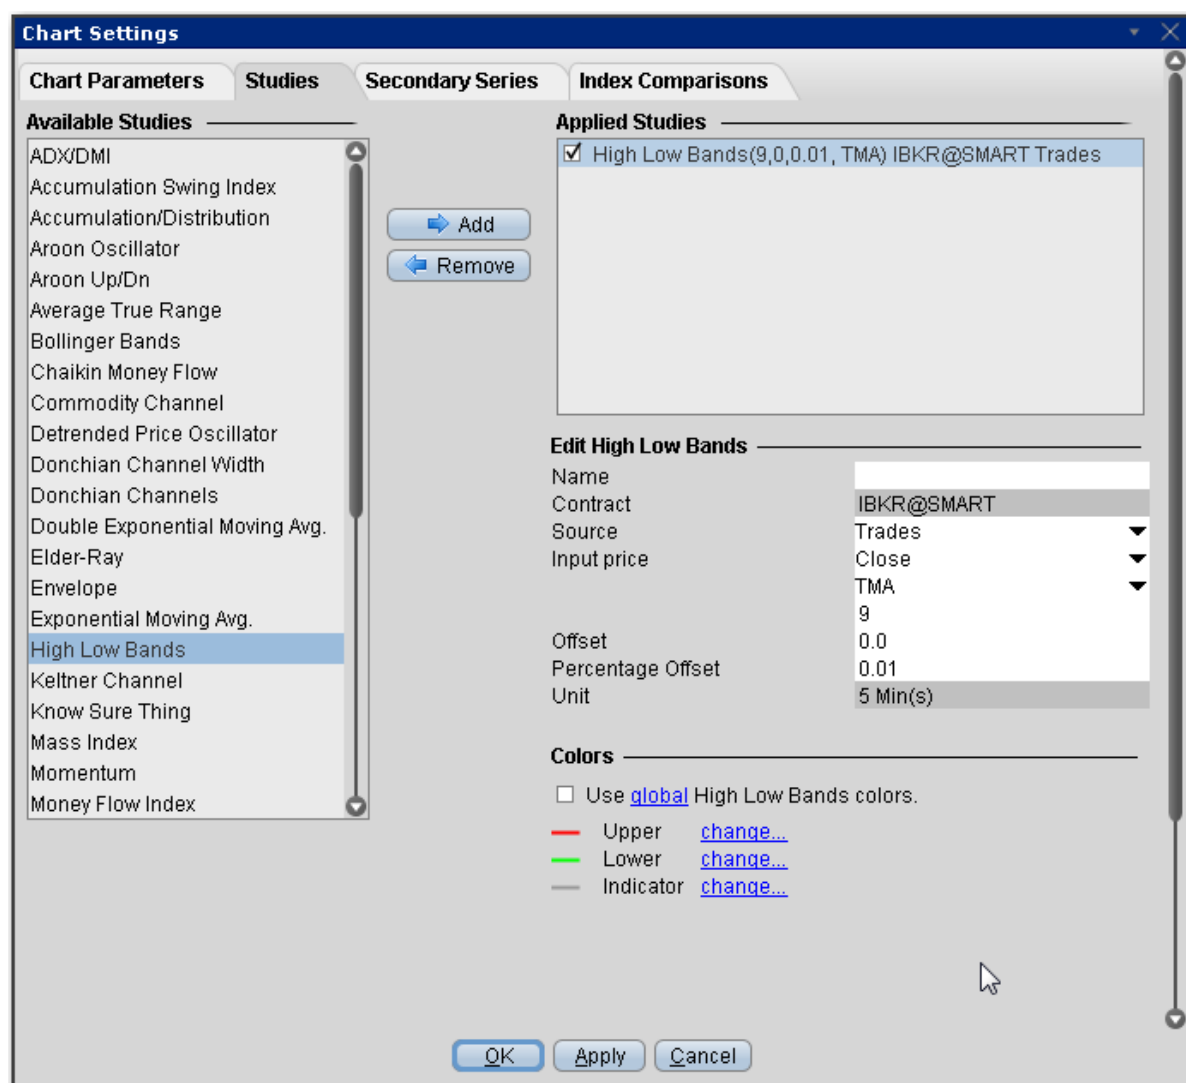 Chart Settings
Chart Parameters Studies Secondary Series Index Comparisons
Available Studies
ADX/DMI
Accumulation Swing Index
Accumulation/Distribution
Aroon Oscillator
Aroon Up/Dn
Average True Range
Bollinger Bands
Chaikin Money Flow
Commodity Channel
Detrended Price Oscillator
Donchian Channel Width
Donchian Channels
Double Exponential Moving Avg.
Elder-Ray
Envelope
Exponential Moving Avg.
High Low Bands
Keltner Channel
Know Sure Thing
Mass Index
Momentum
Money Flow Index
Add
Remove
Applied Studies
High Low Bands(9,0,0.01, TMA) IBKR@SMART Trades
Edit High Low Bands
Name
Contract IBKR@SMART
Source Trades
Input price Close
TMA
9
Offset 0.0
Percentage Offset 0.01
Unit 5 Min(s)
Colors
Use global High Low Bands colors.
Upper change...
Lower change...
Indicator change...
OK Apply Cancel